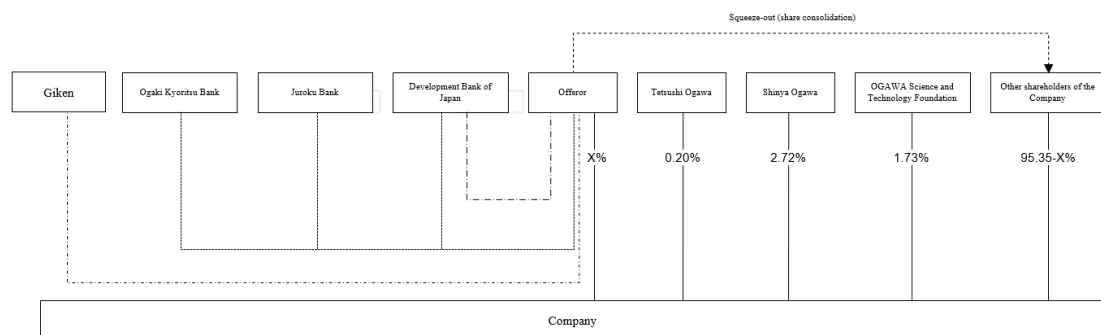 Squeeze-out (share consolidation)
Giken
Ogaki Kyoritsu Bank
Juroku Bank
Development Bank of
Japan
Offeror
Tetsushi Ogawa
Shinya Ogawa
OGAWA Science and
Technology Foundation
Other shareholders of the
Company
X%
0.20%
2.72%
1.73%
95.35-X%
Company